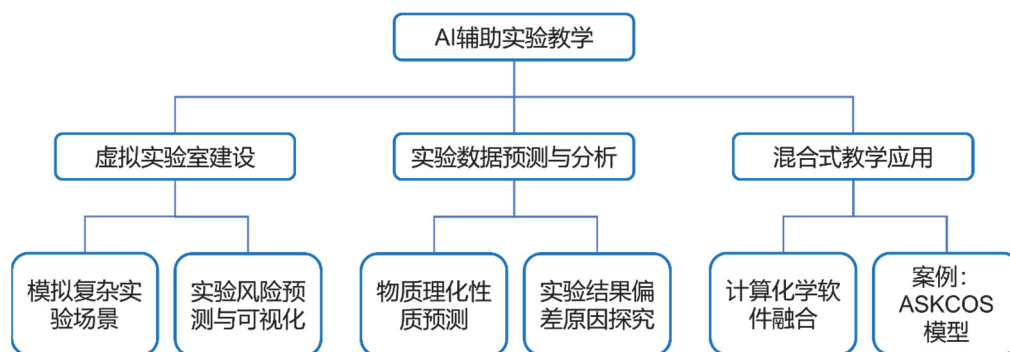 AI辅助实验教学
虚拟实验室建设
实验数据预测与分析
混合式教学应用
模拟复杂实
验场景
实验风险预
测与可视化
物质理化性
质预测
实验结果偏
差原因探究
计算化学软
件融合
案例：
ASKCOS
模型